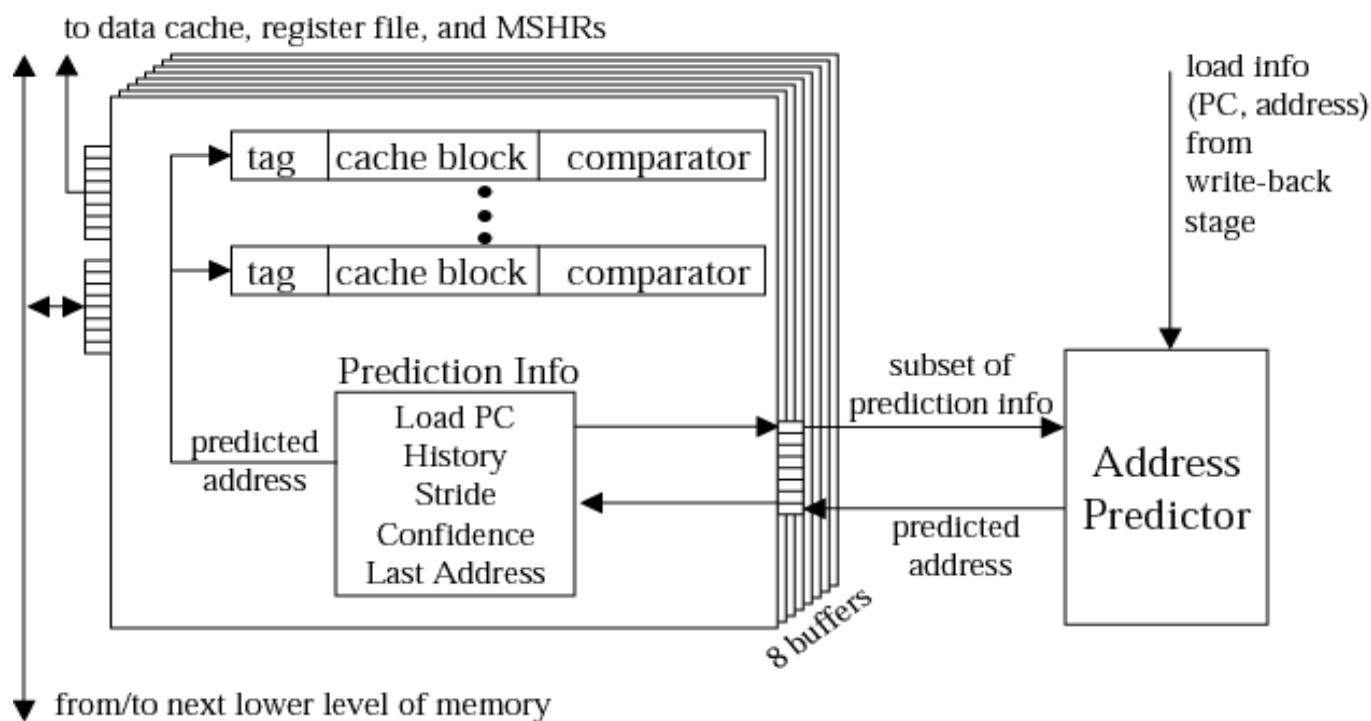 to data cache, register file, and MSHRs
load info
(PC, address)
from
write-back
stage
tag cache block comparator
tag cache block comparator
Prediction Info
Load PC
History
Stride
Confidence
Last Address
predicted
address
subset of
prediction info
predicted
address
Address
Predictor
8 buffers
from/to next lower level of memory